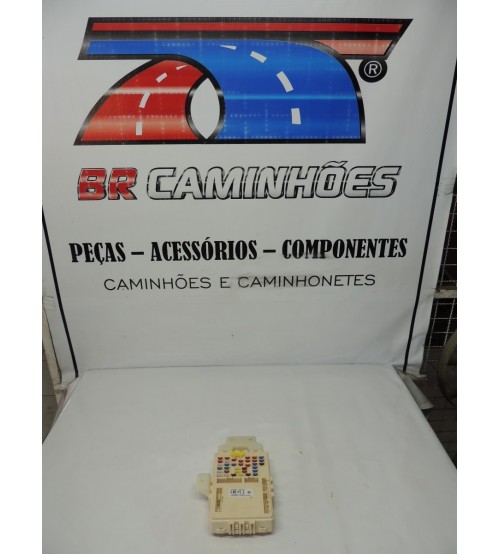 ®
BR CAMINHÕES
PEÇAS – ACESSÓRIOS – COMPONENTES
CAMINHÕES E CAMINHONETES